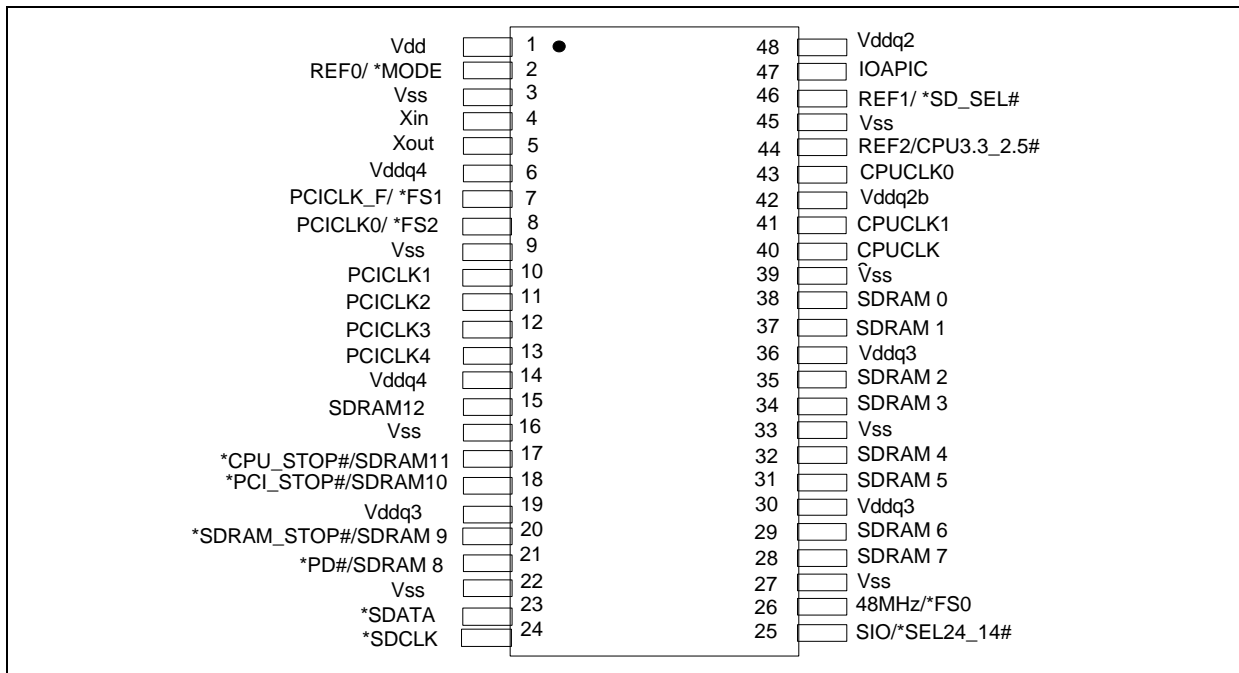 Vdd 1 48 Vddq2
REF0/ *MODE 2 47 IOAPIC
Vss 3 46 REF1/ *SD_SEL#
Xin 4 45 Vss
Xout 5 44 REF2/CPU3.3_2.5#
Vddq4 6 43 CPUCLK0
PCICLK_F/ *FS1 7 42 Vddq2b
PCICLK0/ *FS2 8 41 CPUCLK1
Vss 9 40 CPUCLK
PCICLK1 10 39 Vss
PCICLK2 11 38 SDRAM 0
PCICLK3 12 37 SDRAM 1
PCICLK4 13 36 Vddq3
Vddq4 14 35 SDRAM 2
SDRAM12 15 34 SDRAM 3
Vss 16 33 Vss
*CPU_STOP#/SDRAM11 17 32 SDRAM 4
*PCI_STOP#/SDRAM10 18 31 SDRAM 5
Vddq3 19 30 Vddq3
*SDRAM_STOP#/SDRAM 9 20 29 SDRAM 6
*PD#/SDRAM 8 21 28 SDRAM 7
Vss 22 27 Vss
*SDATA 23 26 48MHz/*FS0
*SDCLK 24 25 SIO/*SEL24_14#